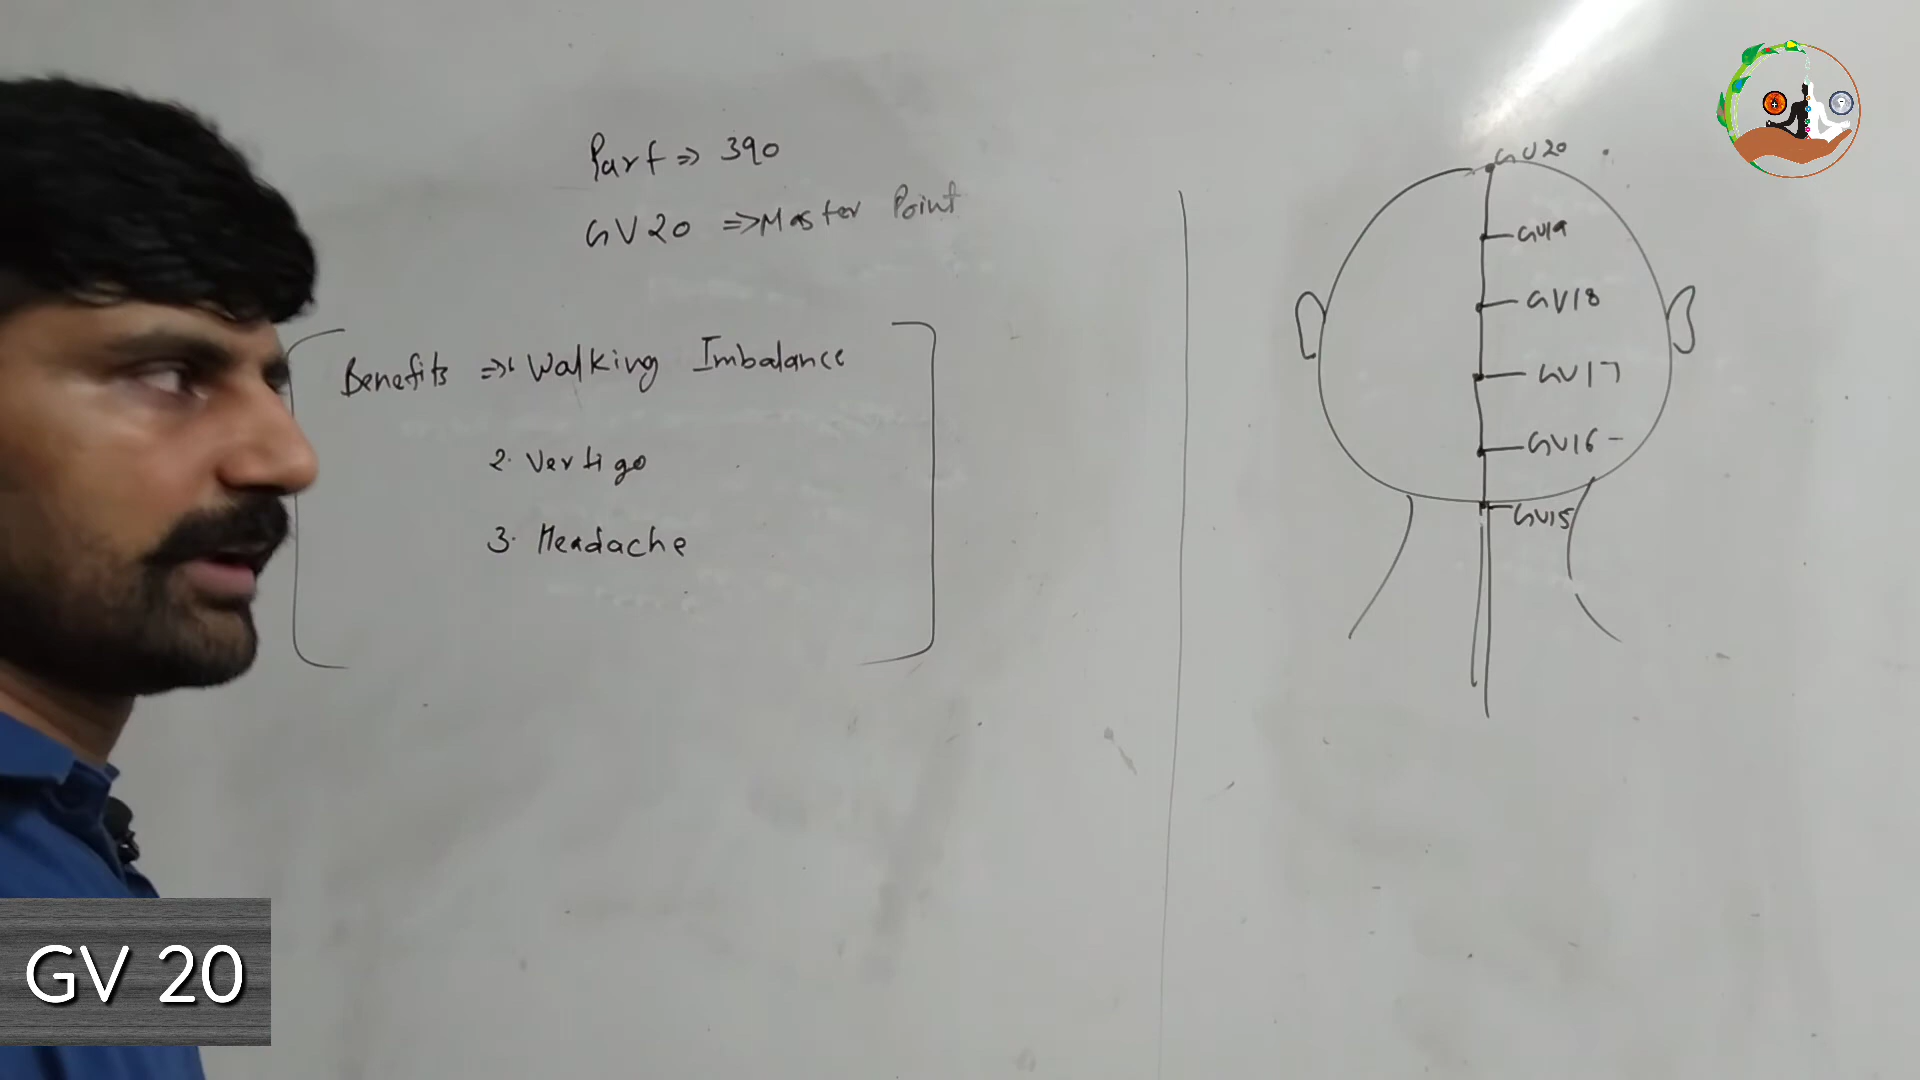 Part => 390
GV20 => Master Point
Benefits => 1. Walking Imbalance
2. Vertigo
3. Headache
GV20
GV19
GV18
GV17
GV16
GV15
GV 20